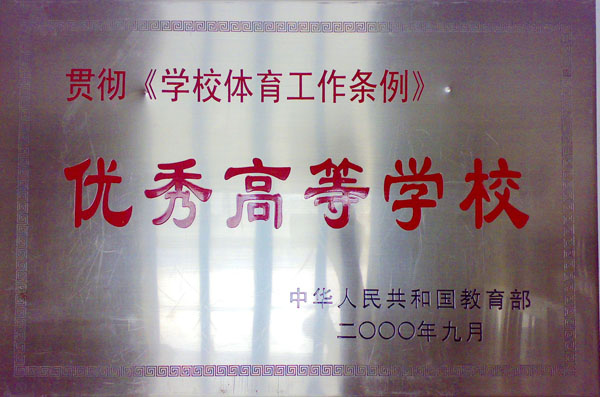 贯彻《学校体育工作条例》
优秀高等学校
中华人民共和国教育部
二〇〇〇年九月